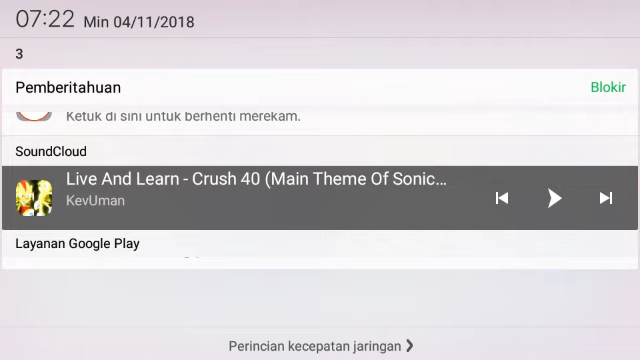 07:22 Min 04/11/2018
3
Pemberitahuan Blokir
Ketuk di sini untuk berhenti merekam.
SoundCloud
Live And Learn - Crush 40 (Main Theme Of Sonic...
KevUman
Layanan Google Play
Perincian kecepatan jaringan